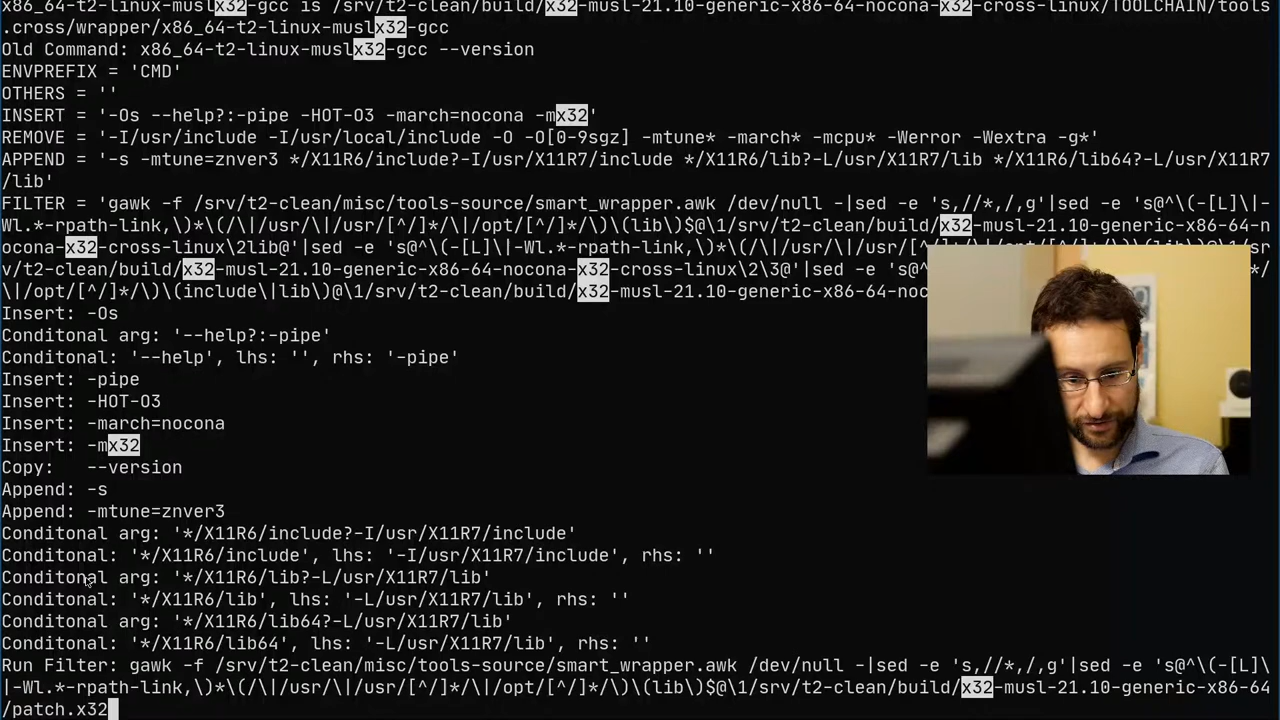 x86_64-t2-linux-muslx32-gcc is /srv/t2-clean/build/x32-musl-21.10-generic-x86-64-nocona-x32-cross-linux/TOOLCHAIN/tools
.cross/wrapper/x86_64-t2-linux-muslx32-gcc
Old Command: x86_64-t2-linux-muslx32-gcc --version
ENVPREFIX = 'CMD'
OTHERS = ''
INSERT = '-Os --help?:-pipe -HOT-O3 -march=nocona -mx32'
REMOVE = '-I/usr/include -I/usr/local/include -O -O[0-9sgz] -mtune* -march* -mcpu* -Werror -Wextra -g*'
APPEND = '-s -mtune=znver3 */X11R6/include?-I/usr/X11R7/include */X11R6/lib?-L/usr/X11R7/lib */X11R6/lib64?-L/usr/X11R7
/lib'
FILTER = 'gawk -f /srv/t2-clean/misc/tools-source/smart_wrapper.awk /dev/null -|sed -e 's,//*,/,g'|sed -e 's@^\(-[L]\|-
Wl.*-rpath-link,\)*\(/\|/usr/\|/usr/[^/]*/\|/opt/[^/]*/\)\(lib\)$@\1/srv/t2-clean/build/x32-musl-21.10-generic-x86-64-n
ocona-x32-cross-linux\2lib@'|sed -e 's@^\(-[L]\|-Wl.*-rpath-link,\)*\(/\|/usr/\|/usr/[^/]*/\|/opt/[^/]*/\)\(lib/
v/t2-clean/build/x32-musl-21.10-generic-x86-64-nocona-x32-cross-linux\2\3@'|sed -e 's@^
\|/opt/[^/]*/\)\(include\|lib\)@\1/srv/t2-clean/build/x32-musl-21.10-generic-x86-64-noc
Insert: -Os
Conditonal arg: '--help?:-pipe'
Conditonal: '--help', lhs: '', rhs: '-pipe'
Insert: -pipe
Insert: -HOT-O3
Insert: -march=nocona
Insert: -mx32
Copy:   --version
Append: -s
Append: -mtune=znver3
Conditonal arg: '*/X11R6/include?-I/usr/X11R7/include'
Conditonal: '*/X11R6/include', lhs: '-I/usr/X11R7/include', rhs: ''
Conditonal arg: '*/X11R6/lib?-L/usr/X11R7/lib'
Conditonal: '*/X11R6/lib', lhs: '-L/usr/X11R7/lib', rhs: ''
Conditonal arg: '*/X11R6/lib64?-L/usr/X11R7/lib'
Conditonal: '*/X11R6/lib64', lhs: '-L/usr/X11R7/lib', rhs: ''
Run Filter: gawk -f /srv/t2-clean/misc/tools-source/smart_wrapper.awk /dev/null -|sed -e 's,//*,/,g'|sed -e 's@^\(-[L]\
|-Wl.*-rpath-link,\)*\(/\|/usr/\|/usr/[^/]*/\|/opt/[^/]*/\)\(lib\)$@\1/srv/t2-clean/build/x32-musl-21.10-generic-x86-64
/patch.x32